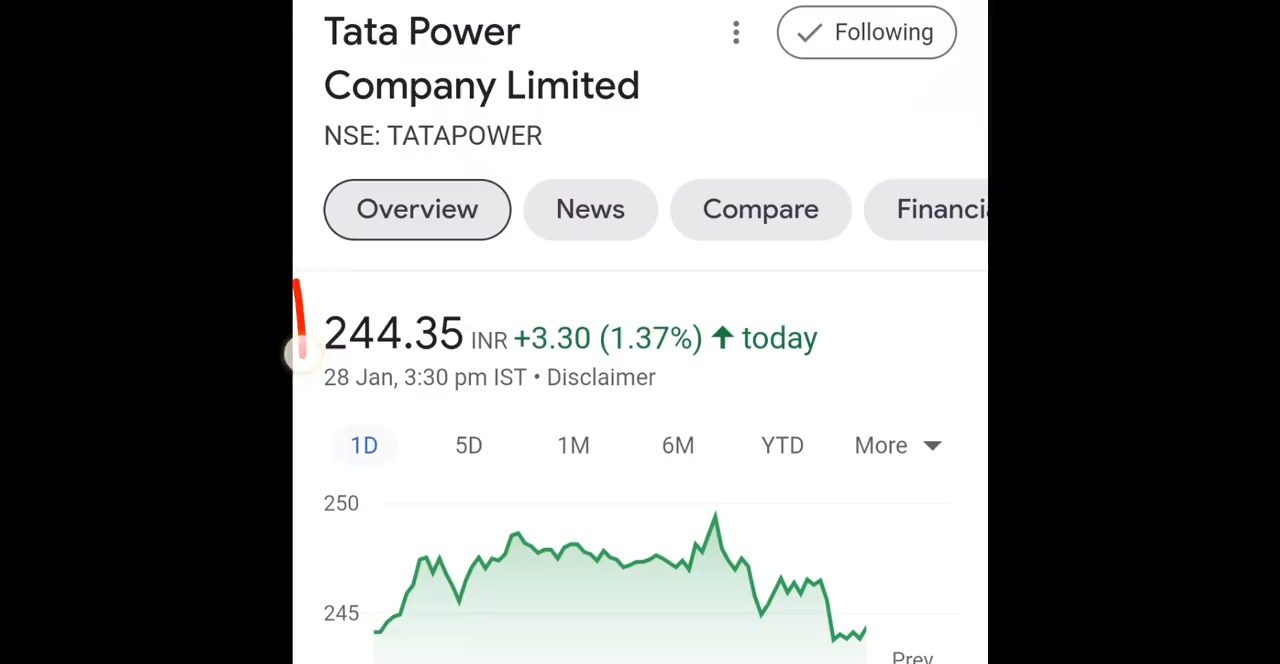 Tata Power
Following
Company Limited
NSE: TATAPOWER
Overview News Compare Financi
244.35 INR +3.30 (1.37%) ↑ today
28 Jan, 3:30 pm IST • Disclaimer
1D 5D 1M 6M YTD More
250
245
Prev